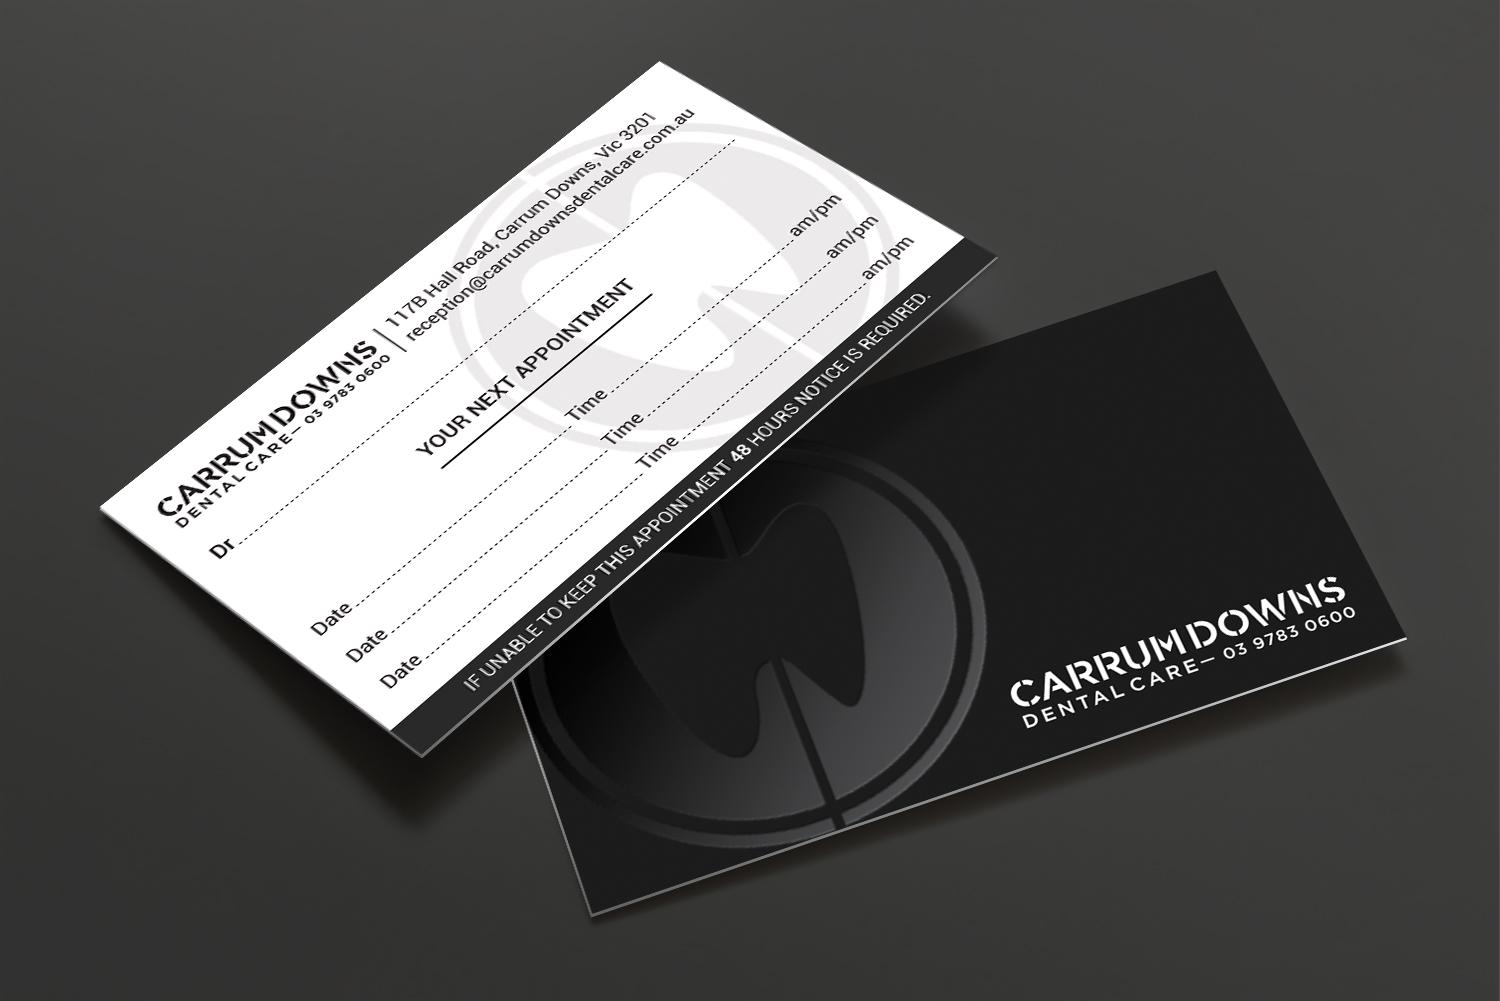 CARRUM DOWNS
DENTAL CARE— 03 9783 0600
117B Hall Road, Carrum Downs, Vic 3201
reception@carrumdownsdentalcare.com.au
Dr
YOUR NEXT APPOINTMENT
Date Time am/pm
Date Time am/pm
Date Time am/pm
IF UNABLE TO KEEP THIS APPOINTMENT 48 HOURS NOTICE IS REQUIRED.
CARRUM DOWNS
DENTAL CARE— 03 9783 0600